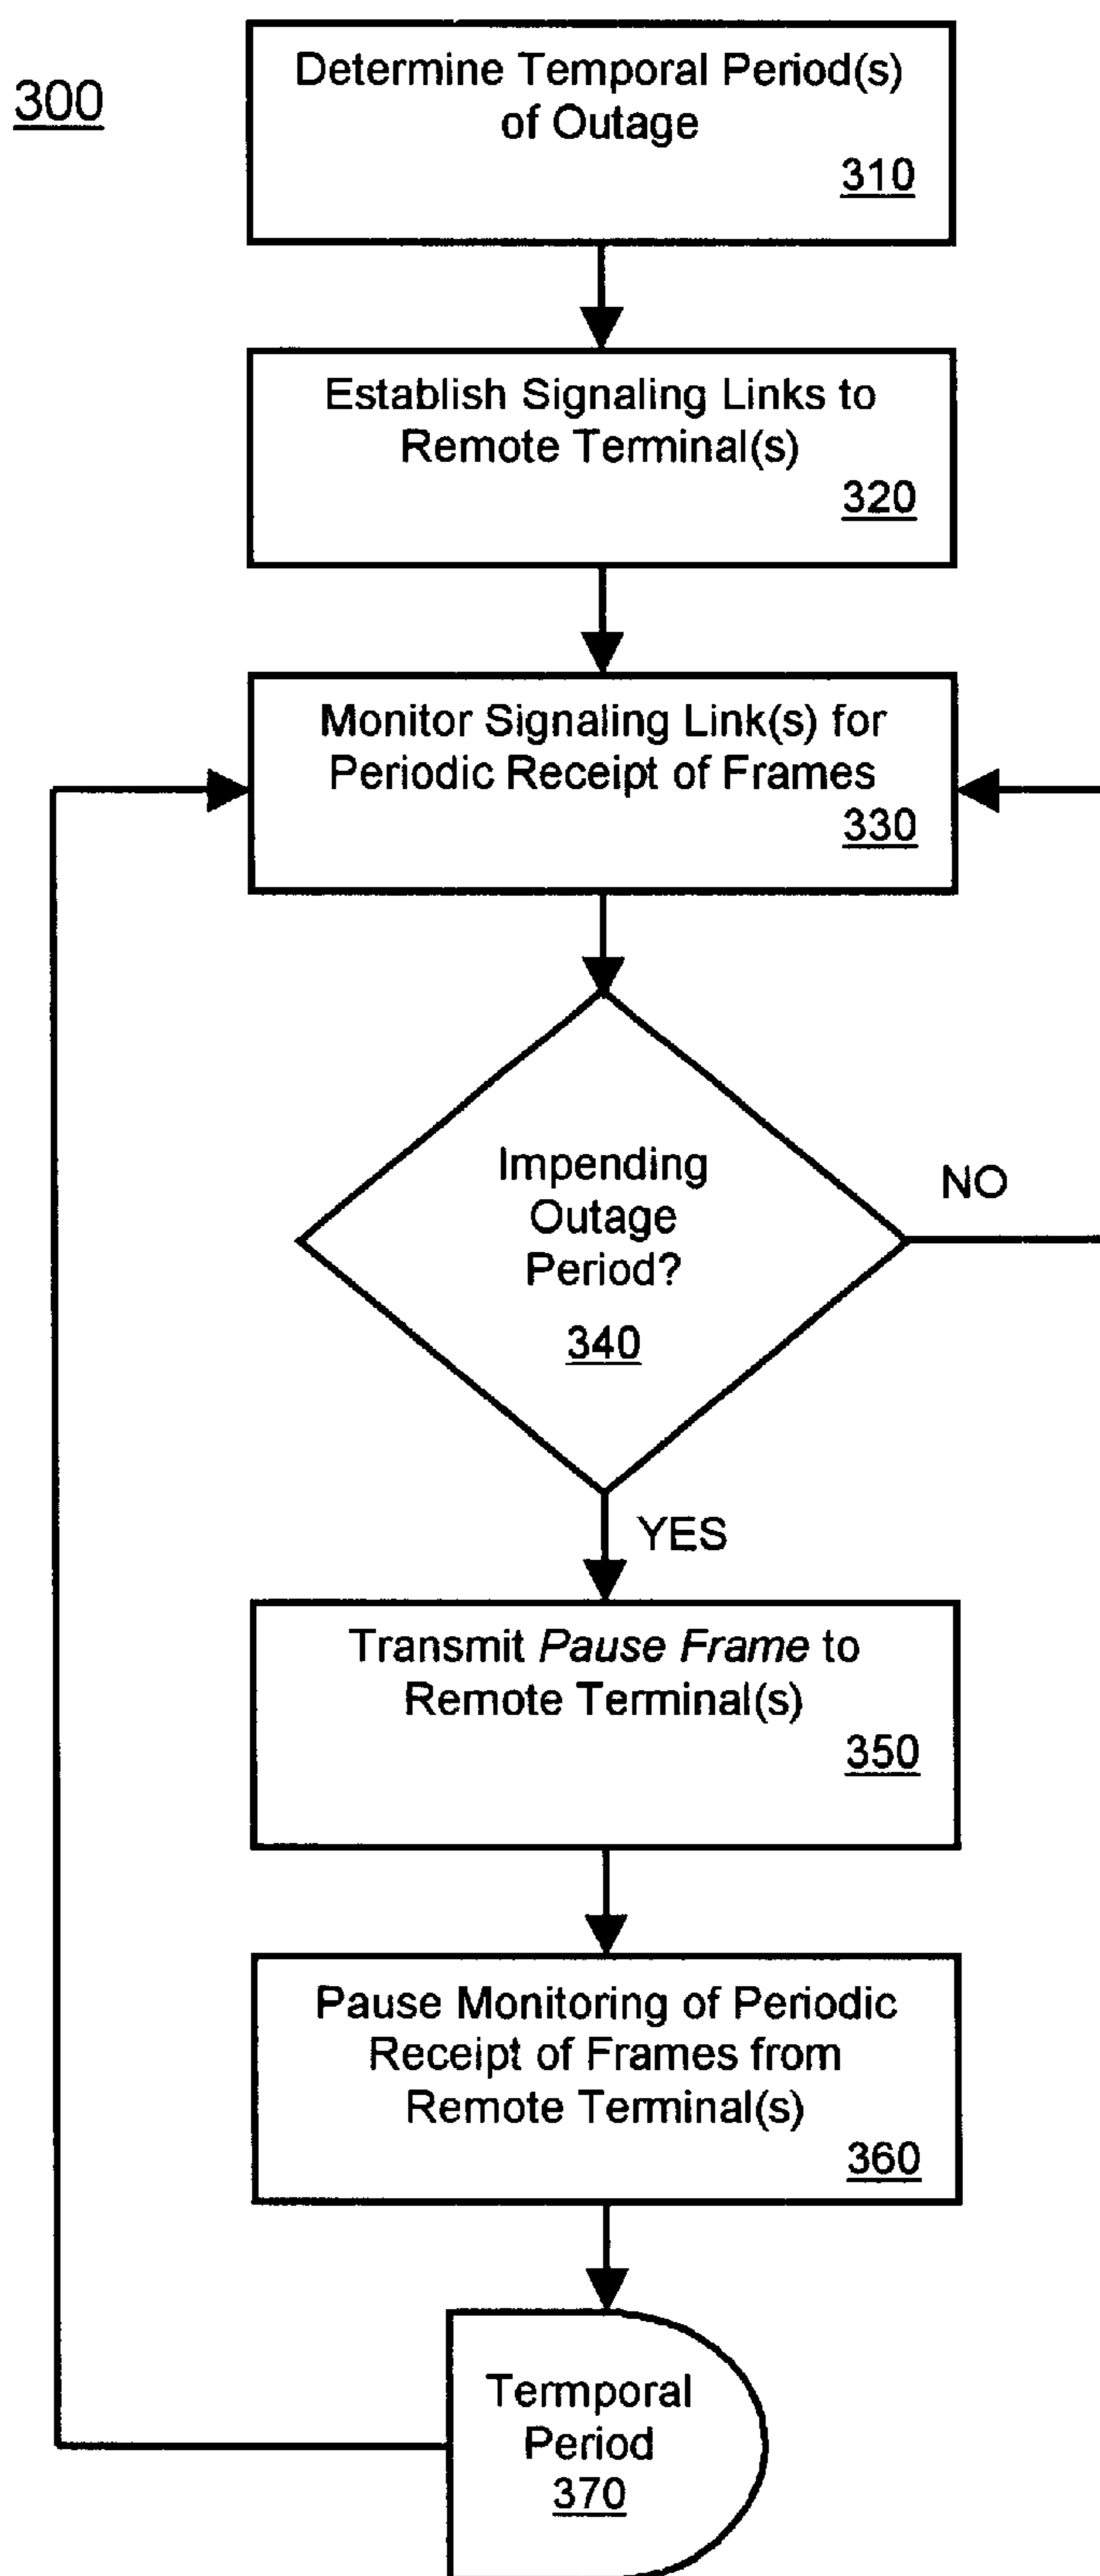 300
Determine Temporal Period(s)
of Outage
310
Establish Signaling Links to
Remote Terminal(s)
320
Monitor Signaling Link(s) for
Periodic Receipt of Frames
330
Impending
Outage
Period?
340
NO
YES
Transmit Pause Frame to
Remote Terminal(s)
350
Pause Monitoring of Periodic
Receipt of Frames from
Remote Terminal(s)
360
Termporal
Period
370